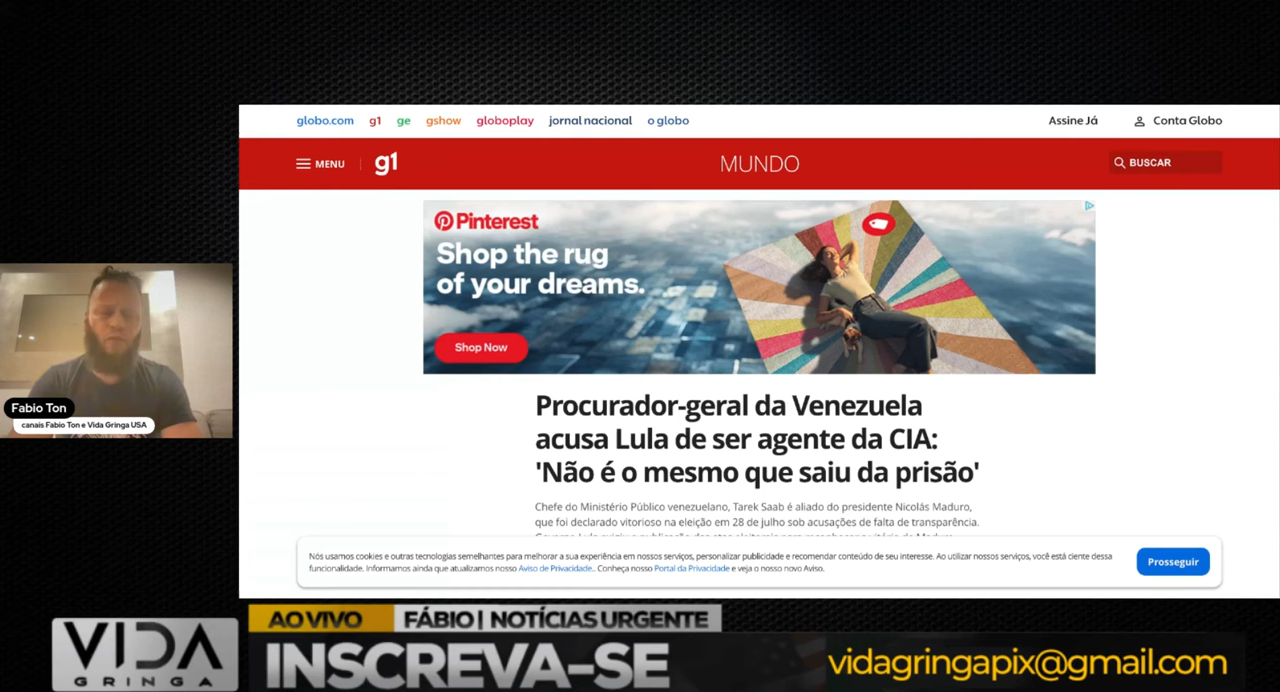 globo.com g1 ge gshow globoplay jornal nacional o globo Assine Já Conta Globo
MENU g1 MUNDO BUSCAR
Pinterest
Shop the rug
of your dreams.
Shop Now
Procurador-geral da Venezuela
acusa Lula de ser agente da CIA:
'Não é o mesmo que saiu da prisão'
Chefe do Ministério Público venezuelano, Tarek Saab é aliado do presidente Nicolás Maduro,
que foi declarado vitorioso na eleição em 28 de julho sob acusações de falta de transparência.
Nós usamos cookies e outras tecnologias semelhantes para melhorar a sua experiência em nossos serviços, personalizar publicidade e recomendar conteúdo de seu interesse. Ao utilizar nossos serviços, você está ciente dessa
funcionalidade. Informamos ainda que atualizamos nosso Aviso de Privacidade.. Conheça nosso Portal da Privacidade e veja o nosso novo Aviso.
Prosseguir
Fabio Ton
canais Fabio Ton e Vida Gringa USA
VIDA
GRINGA
AO VIVO FÁBIO | NOTÍCIAS URGENTE
INSCREVA-SE
vidagringapix@gmail.com